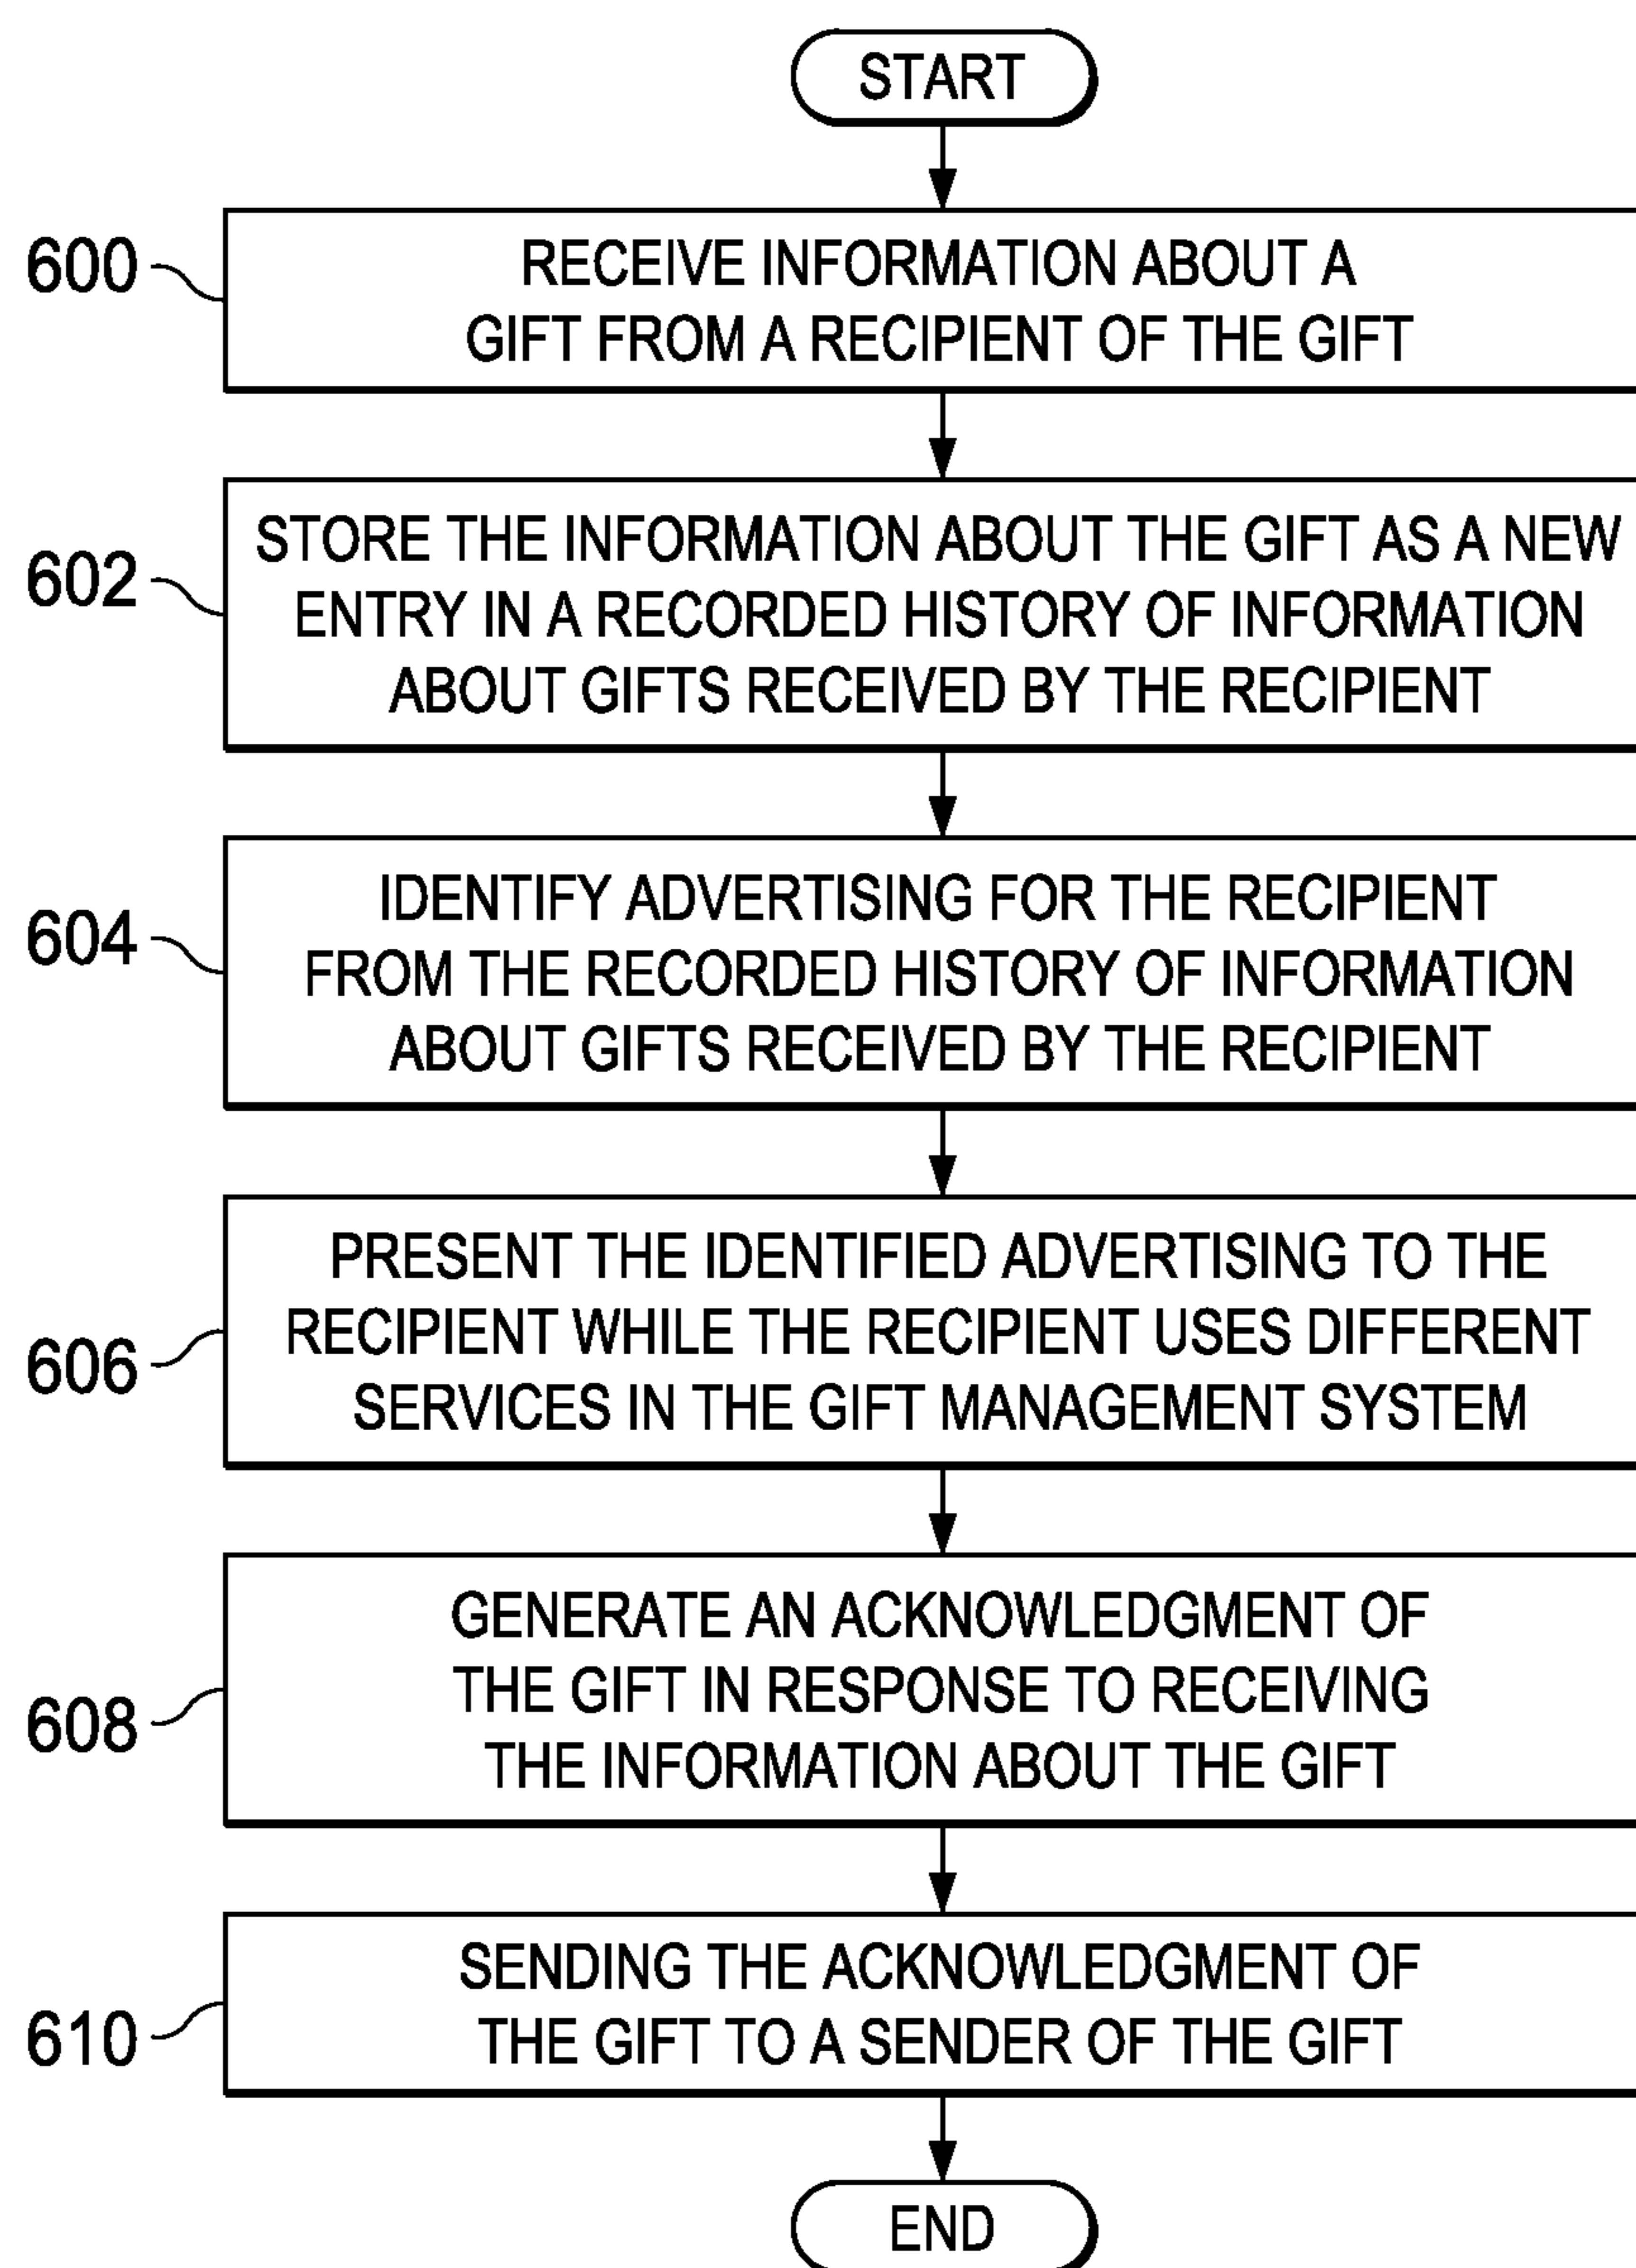 START
600
RECEIVE INFORMATION ABOUT A
GIFT FROM A RECIPIENT OF THE GIFT
602
STORE THE INFORMATION ABOUT THE GIFT AS A NEW
ENTRY IN A RECORDED HISTORY OF INFORMATION
ABOUT GIFTS RECEIVED BY THE RECIPIENT
604
IDENTIFY ADVERTISING FOR THE RECIPIENT
FROM THE RECORDED HISTORY OF INFORMATION
ABOUT GIFTS RECEIVED BY THE RECIPIENT
606
PRESENT THE IDENTIFIED ADVERTISING TO THE
RECIPIENT WHILE THE RECIPIENT USES DIFFERENT
SERVICES IN THE GIFT MANAGEMENT SYSTEM
608
GENERATE AN ACKNOWLEDGMENT OF
THE GIFT IN RESPONSE TO RECEIVING
THE INFORMATION ABOUT THE GIFT
610
SENDING THE ACKNOWLEDGMENT OF
THE GIFT TO A SENDER OF THE GIFT
END